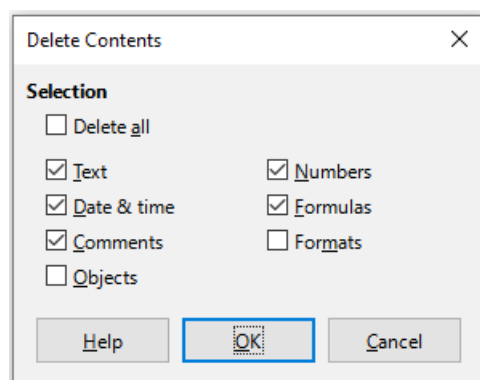 Delete Contents
Selection
Delete all
Text
Numbers
Date & time
Formulas
Comments
Formats
Objects
Help
OK
Cancel